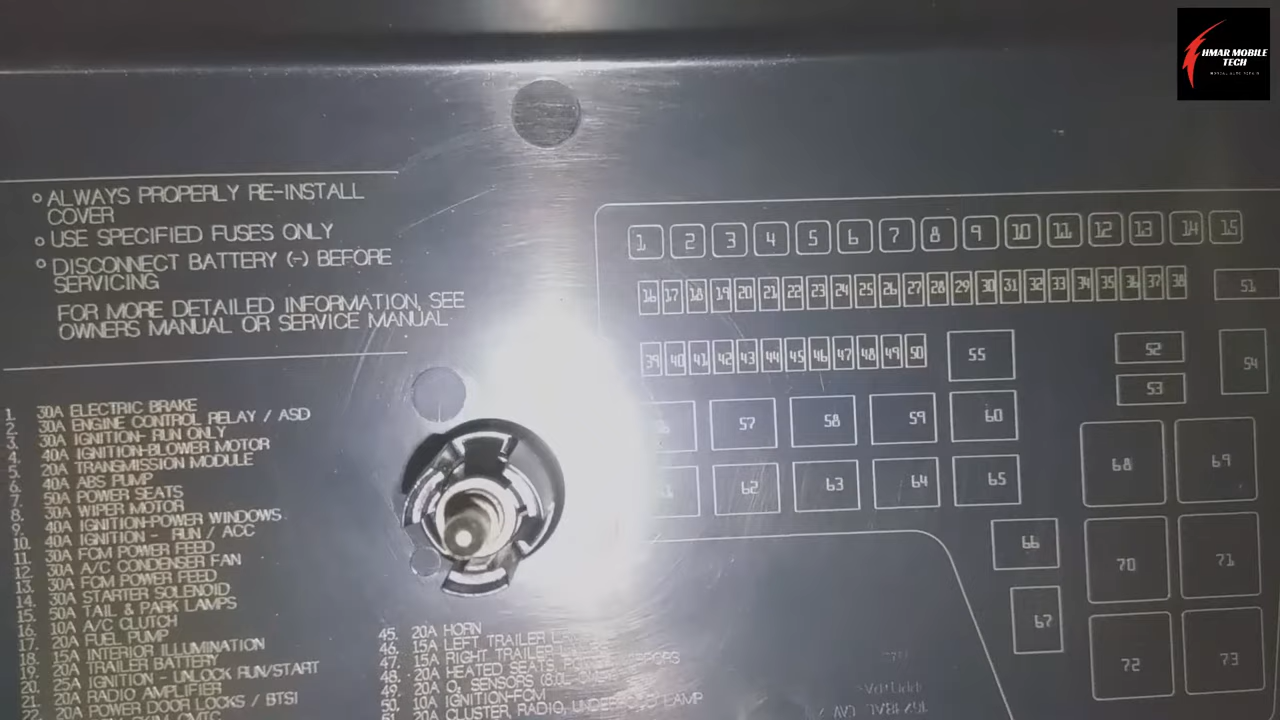 HMAR MOBILE
TECH
ALWAYS PROPERLY RE-INSTALL
COVER
USE SPECIFIED FUSES ONLY
DISCONNECT BATTERY (-) BEFORE
SERVICING
FOR MORE DETAILED INFORMATION, SEE
OWNERS MANUAL OR SERVICE MANUAL
1. 30A ELECTRIC BRAKE
2. 30A ENGINE CONTROL RELAY / ASD
3. 30A IGNITION- RUN ONLY
4. 40A IGNITION-BLOWER MOTOR
5. 20A TRANSMISSION MODULE
6. 40A ABS PUMP
7. 50A POWER SEATS
8. 30A WIPER MOTOR
9. 40A IGNITION-POWER WINDOWS
10. 40A IGNITION - RUN / ACC
11. 30A FCM POWER FEED
12. 30A A/C CONDENSER FAN
13. 30A FCM POWER FEED
14. 30A STARTER SOLENOID
15. 50A TAIL & PARK LAMPS
16. 10A A/C CLUTCH
17. 20A FUEL PUMP
18. 15A INTERIOR ILLUMINATION
19. 20A TRAILER BATTERY
20. 25A IGNITION - UNLOCK RUN/START
21. 20A RADIO AMPLIFIER
22. 20A POWER DOOR LOCKS / BTSI
45. 20A HORN
46. 15A LEFT TRAILER
47. 15A RIGHT TRAILER
48. 20A HEATED SEATS,
49. 20A O2 SENSORS (8.0L
50. 10A IGNITION-FCM
51. 20A CLUSTER, RADIO, LAMP
1 2 3 4 5 6 7 8 9 10 11 12 13 14 15
16 17 18 19 20 21 22 23 24 25 26 27 28 29 30 31 32 33 34 35 36 37 38 51
39 40 41 42 43 44 45 46 47 48 49 50 55 52 54
53
57 58 59 60
62 63 64 65 68 69
66 70 71
67 72 73